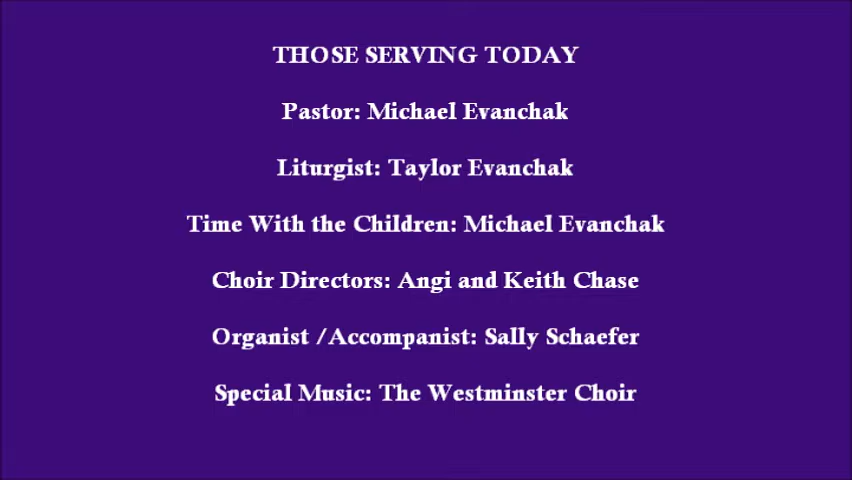 THOSE SERVING TODAY
Pastor: Michael Evanchak
Liturgist: Taylor Evanchak
Time With the Children: Michael Evanchak
Choir Directors: Angi and Keith Chase
Organist /Accompanist: Sally Schaefer
Special Music: The Westminster Choir